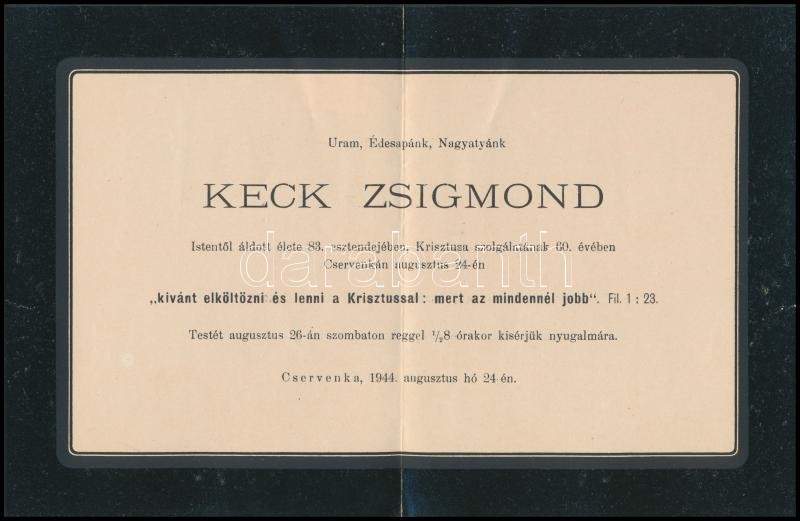 Uram, Édesapánk, Nagyatyánk
KECK ZSIGMOND
Istentől áldott élete 83. esztendejében, Krisztusa szolgálatának 60. évében
Cservenkán augusztus 24-én
darabanth
„kívánt elköltözni és lenni a Krisztussal: mert az mindennél jobb“. Fil. 1 : 23.
Testét augusztus 26-án szombaton reggel ½8 órakor kisérjük nyugalmára.
Cservenka, 1944. augusztus hó 24-én.